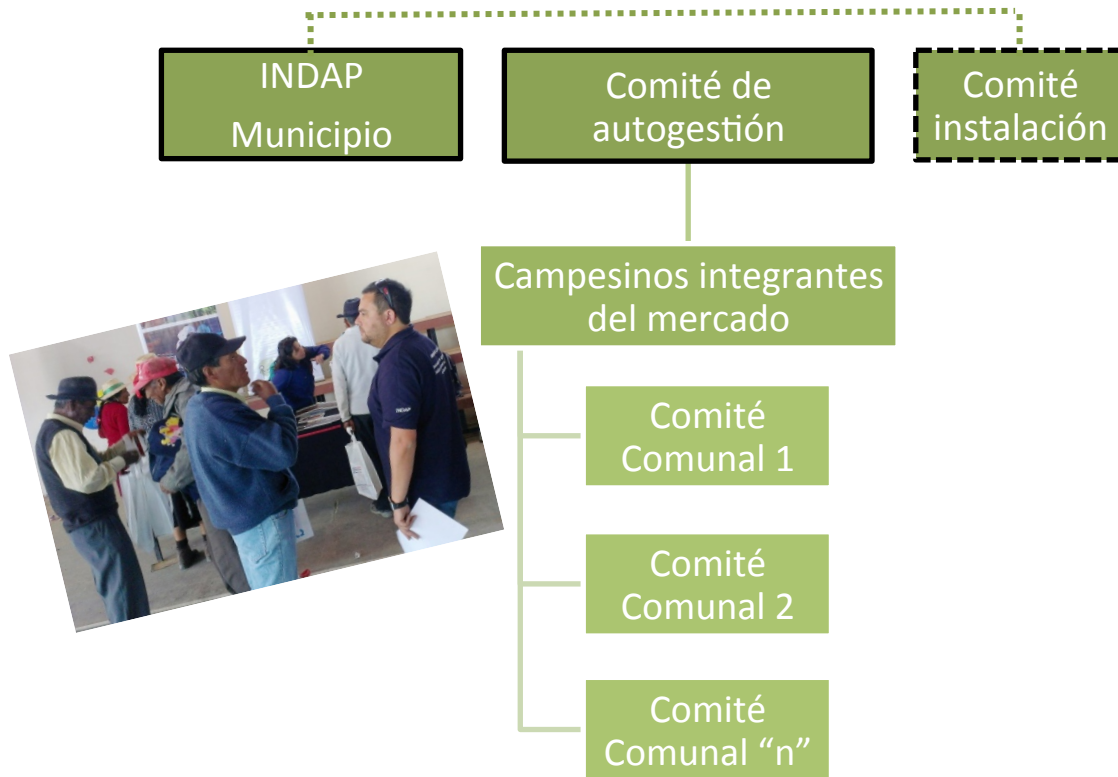 INDAP
Municipio
Comité de
autogestión
Comité
instalación
Campesinos integrantes
del mercado
Comité
Comunal 1
Comité
Comunal 2
Comité
Comunal “n”
INDAP